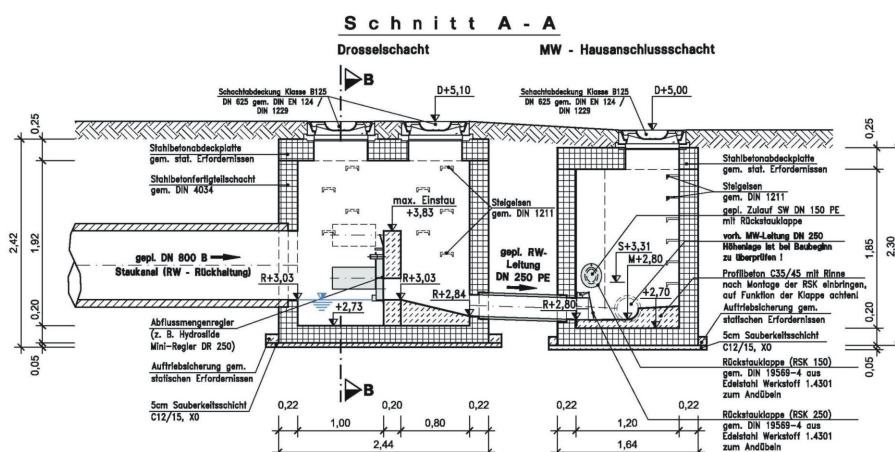 Schnitt A - A
Drosselschacht
MW - Hausanschlussschacht
B
Schachtabdeckung Klasse B125
DN 625 gem. DIN EN 124 /
DIN 1229
D+5,10
Schachtabdeckung Klasse B125
DN 625 gem. DIN EN 124 /
DIN 1229
D+5,00
0,25
2,42
1,92
0,20
0,05
Stahlbetonabdeckplatte
gem. stat. Erfordernissen
Stahlbetonfertigteilschacht
gem. DIN 4034
max. Einstau
+3,83
Steigeisen
gem. DIN 1211
gepl. DN 800 B
Staukanal (RW - Rückhaltung)
R+3,03
R+3,03
+2,73
R+2,84
gepl. RW-
Leitung
DN 250 PE
R+2,80
Abflussmengenregler
(z. B. Hydroslide
Mini-Regler DR 250)
Auftriebsicherung gem.
statischen Erfordernissen
5cm Sauberkeitsschicht
C12/15, X0
B
0,22
1,00
0,20
0,80
0,22
2,44
S+3,31
M+2,80
+2,70
Stahlbetonabdeckplatte
gem. stat. Erfordernissen
Steigeisen
gem. DIN 1211
gepl. Zulauf SW DN 150 PE
mit Rückstauklappe
vorh. MW-Leitung DN 250
Höhenlage ist bei Baubeginn
zu überprüfen !
Profilbeton C35/45 mit Rinne
nach Montage der RSK einbringen,
auf Funktion der Klappe achten!
Auftriebsicherung gem.
statischen Erfordernissen
5cm Sauberkeitsschicht
C12/15, X0
Rückstauklappe (RSK 150)
gem. DIN 19569-4 aus
Edelstahl Werkstoff 1.4301
zum Andübeln
Rückstauklappe (RSK 250)
gem. DIN 19569-4 aus
Edelstahl Werkstoff 1.4301
zum Andübeln
0,22
1,20
0,22
1,64
0,25
1,85
2,30
0,20
0,05